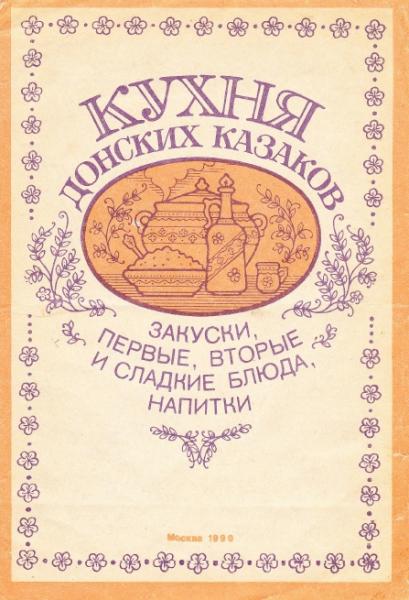 КУХНЯ
ДОНСКИХ КАЗАКОВ
ЗАКУСКИ,
ПЕРВЫЕ, ВТОРЫЕ
И СЛАДКИЕ БЛЮДА,
НАПИТКИ
Москва 1990